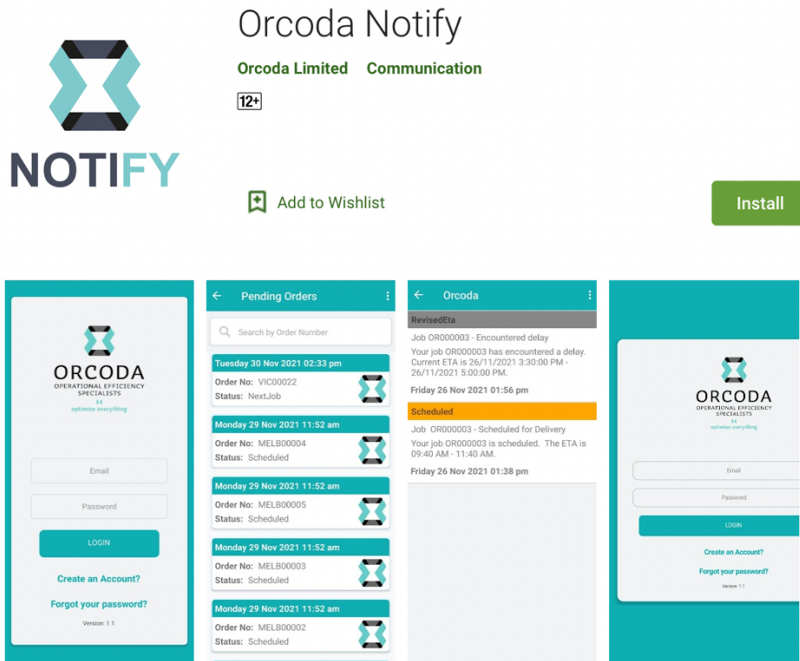 Orcoda Notify
Orcoda Limited Communication
12+
NOTIFY
Add to Wishlist
Install
ORCODA
OPERATIONAL EFFICIENCY
SPECIALISTS
optimise everything
Email
Password
LOGIN
Create an Account?
Forgot your password?
Version: 1.1
Pending Orders
Search by Order Number
Tuesday 30 Nov 2021 02:33 pm
Order No: VIC00022
Status: NextJob
Monday 29 Nov 2021 11:52 am
Order No: MELB00004
Status: Scheduled
Monday 29 Nov 2021 11:52 am
Order No: MELB00005
Status: Scheduled
Monday 29 Nov 2021 11:52 am
Order No: MELB00003
Status: Scheduled
Monday 29 Nov 2021 11:52 am
Order No: MELB00002
Status: Scheduled
Orcoda
RevisedEta
Job OR000003 - Encountered delay
Your job OR000003 has encountered a delay.
Current ETA is 26/11/2021 3:30:00 PM -
26/11/2021 5:00:00 PM.
Friday 26 Nov 2021 01:56 pm
Scheduled
Job OR000003 - Scheduled for Delivery
Your job OR000003 is scheduled. The ETA is
09:40 AM - 11:40 AM.
Friday 26 Nov 2021 01:38 pm
ORCODA
OPERATIONAL EFFICIENCY
SPECIALISTS
optimise everything
Email
Password
LOGIN
Create an Account?
Forgot your password?
Version: 1.1